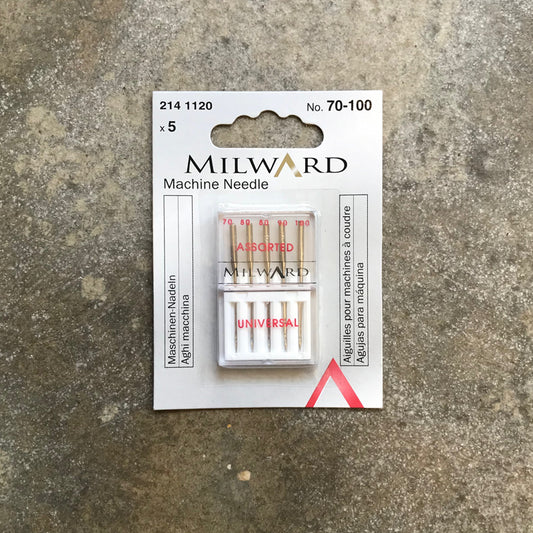 214 1120
No. 70-100
x 5
MILWARD
Machine Needle
70 80 80 90 100
ASSORTED
MILWARD
UNIVERSAL
Maschinen-Nadeln
Aghi macchina
Aiguilles pour machines à coudre
Agujas para máquina